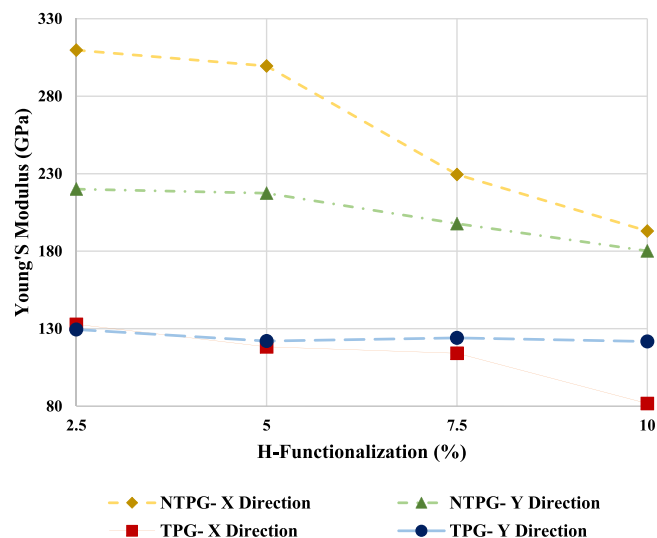 330
280
230
180
130
80
Young'S Modulus (GPa)
2.5 5 7.5 10
H-Functionalization (%)
NTPG- X Direction NTPG- Y Direction
TPG- X Direction TPG- Y Direction